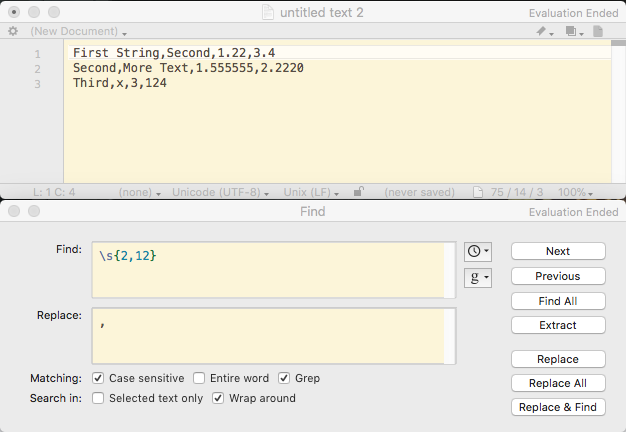 untitled text 2
Evaluation Ended
(New Document)
1 First String,Second,1.22,3.4
2 Second,More Text,1.555555,2.2220
3 Third,x,3,124
L: 1 C: 4 (none) Unicode (UTF-8) Unix (LF) (never saved) 75 / 14 / 3 100%
Find
Evaluation Ended
Find:
\s{2,12}
g
Next
Previous
Find All
Extract
Replace:
,
Replace
Replace All
Replace & Find
Matching: Case sensitive Entire word Grep
Search in: Selected text only Wrap around